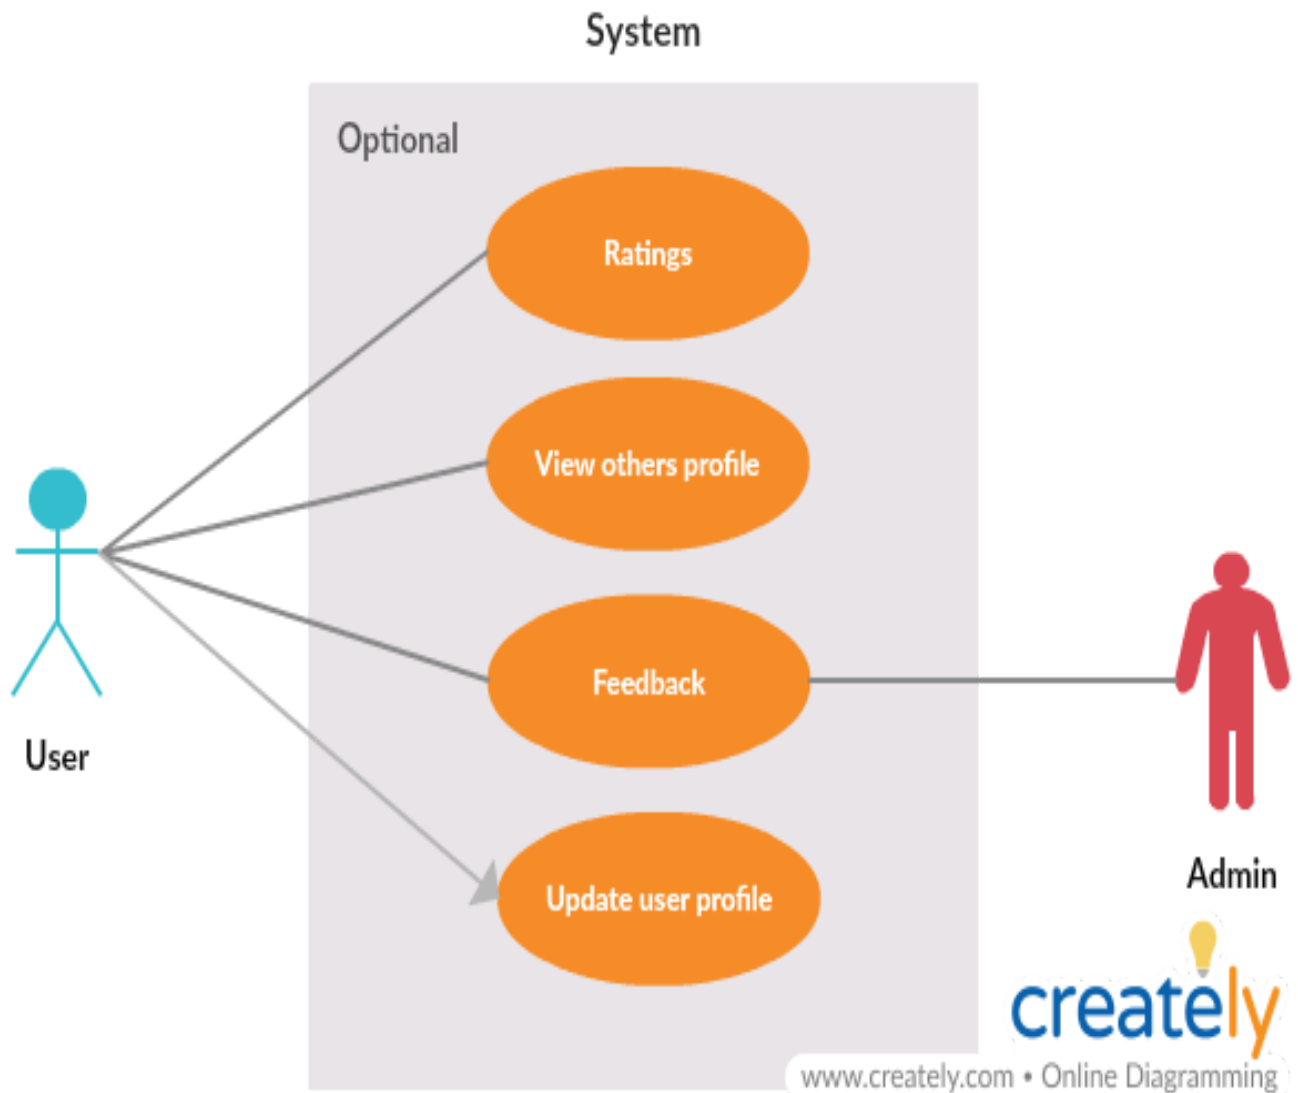 System
Optional
Ratings
View others profile
Feedback
User
Update user profile
Admin
creately
www.creately.com • Online Diagramming